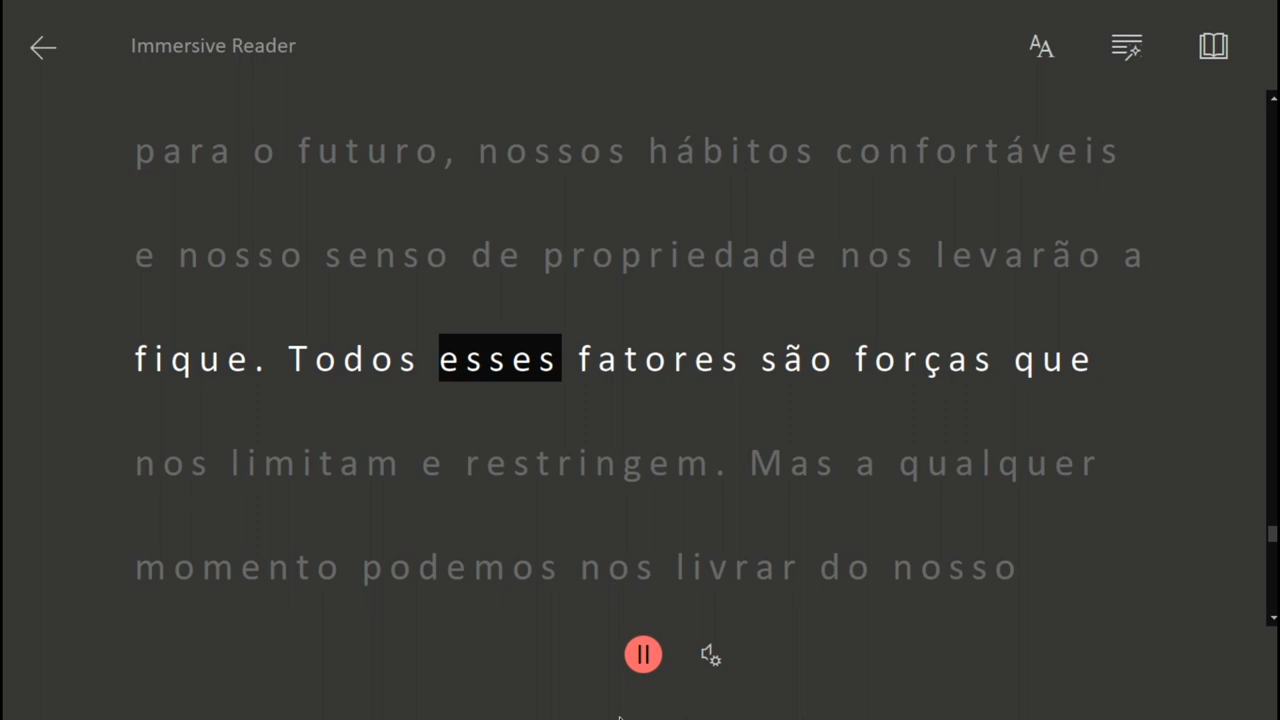 Immersive Reader
para o futuro, nossos hábitos confortáveis
e nosso senso de propriedade nos levarão a
fique. Todos esses fatores são forças que
nos limitam e restringem. Mas a qualquer
momento podemos nos livrar do nosso